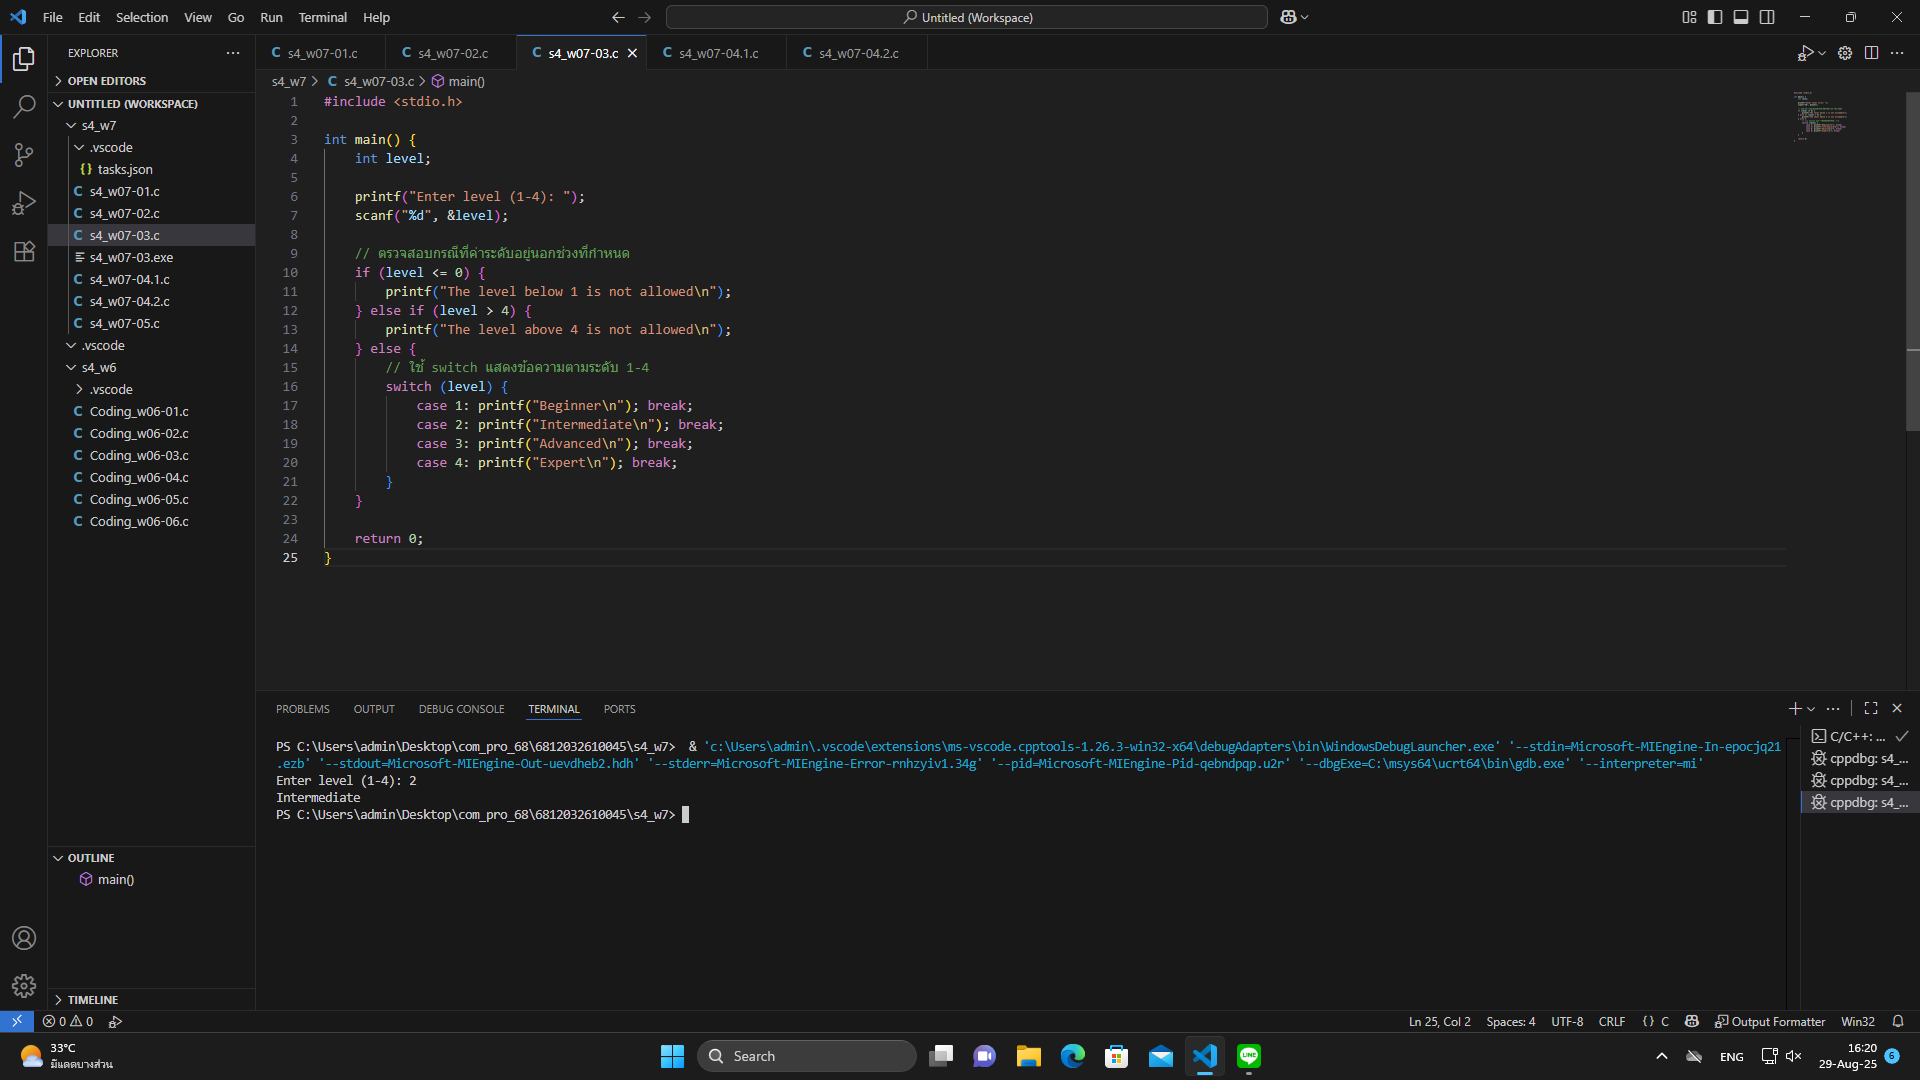 File Edit Selection View Go Run Terminal Help
Untitled (Workspace)
EXPLORER
OPEN EDITORS
UNTITLED (WORKSPACE)
s4_w7
.vscode
{} tasks.json
C s4_w07-01.c
C s4_w07-02.c
C s4_w07-03.c
s4_w07-03.exe
C s4_w07-04.1.c
C s4_w07-04.2.c
C s4_w07-05.c
.vscode
s4_w6
.vscode
C Coding_w06-01.c
C Coding_w06-02.c
C Coding_w06-03.c
C Coding_w06-04.c
C Coding_w06-05.c
C Coding_w06-06.c
OUTLINE
main()
TIMELINE
C s4_w07-01.c C s4_w07-02.c C s4_w07-03.c C s4_w07-04.1.c C s4_w07-04.2.c
s4_w7 > C s4_w07-03.c > main()
1 #include <stdio.h>
2
3 int main() {
4 int level;
5
6 printf("Enter level (1-4): ");
7 scanf("%d", &level);
8
9 // ตรวจสอบกรณีที่ค่าระดับอยู่นอกช่วงที่กำหนด
10 if (level <= 0) {
11 printf("The level below 1 is not allowed\n");
12 } else if (level > 4) {
13 printf("The level above 4 is not allowed\n");
14 } else {
15 // ใช้ switch แสดงข้อความตามระดับ 1-4
16 switch (level) {
17 case 1: printf("Beginner\n"); break;
18 case 2: printf("Intermediate\n"); break;
19 case 3: printf("Advanced\n"); break;
20 case 4: printf("Expert\n"); break;
21 }
22 }
23
24 return 0;
25 }
PROBLEMS OUTPUT DEBUG CONSOLE TERMINAL PORTS
PS C:\Users\admin\Desktop\com_pro_68\6812032610045\s4_w7> & 'c:\Users\admin\.vscode\extensions\ms-vscode.cpptools-1.26.3-win32-x64\debugAdapters\bin\WindowsDebugLauncher.exe' '--stdin=Microsoft-MIEngine-In-epocjq21
.ezb' '--stdout=Microsoft-MIEngine-Out-uevdheb2.hdh' '--stderr=Microsoft-MIEngine-Error-rnhzyiv1.34g' '--pid=Microsoft-MIEngine-Pid-qebndpqp.u2r' '--dbgExe=C:\msys64\ucrt64\bin\gdb.exe' '--interpreter=mi'
Enter level (1-4): 2
Intermediate
PS C:\Users\admin\Desktop\com_pro_68\6812032610045\s4_w7>
C/C++: ...
cppdbg: s4_...
cppdbg: s4_...
cppdbg: s4_...
0 0
Ln 25, Col 2 Spaces: 4 UTF-8 CRLF {} C Output Formatter Win32
33°C
มีแดดบางส่วน
Search
LINE
ENG
16:20
29-Aug-25
6